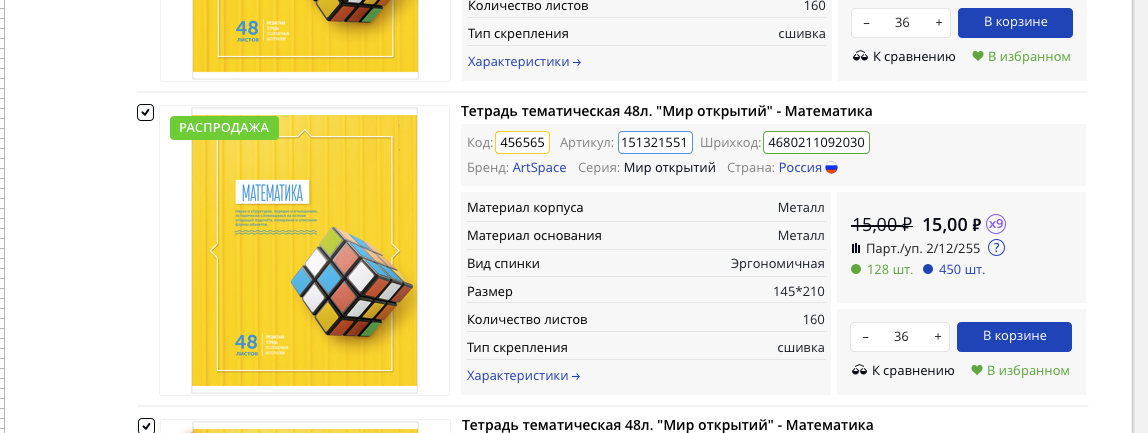 Количество листов 160
Тип скрепления сшивка
Характеристики →
48
ЛИСТОВ
– 36 + В корзине
К сравнению В избранном
РАСПРОДАЖА
МАТЕМАТИКА
48
ЛИСТОВ
Тетрадь тематическая 48л. "Мир открытий" - Математика
Код: 456565 Артикул: 151321551 Шрихкод: 4680211092030
Бренд: ArtSpace Серия: Мир открытий Страна: Россия
Материал корпуса Металл
Материал основания Металл
Вид спинки Эргономичная
Размер 145*210
Количество листов 160
Тип скрепления сшивка
Характеристики →
15,00 ₽ 15,00 ₽ x9
Парт./уп. 2/12/255 ?
128 шт. 450 шт.
– 36 + В корзине
К сравнению В избранном
Тетрадь тематическая 48л. "Мир открытий" - Математика